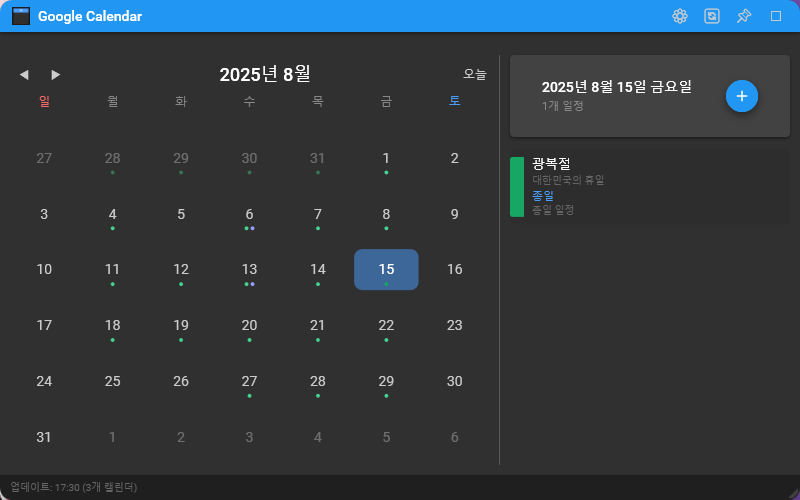 Google Calendar
2025년 8월
오늘
일 월 화 수 목 금 토
27 28 29 30 31 1 2
3 4 5 6 7 8 9
10 11 12 13 14 15 16
17 18 19 20 21 22 23
24 25 26 27 28 29 30
31 1 2 3 4 5 6
2025년 8월 15일 금요일
1개 일정
+
광복절
대한민국의 휴일
종일
종일 일정
업데이트: 17:30 (3개 캘린더)